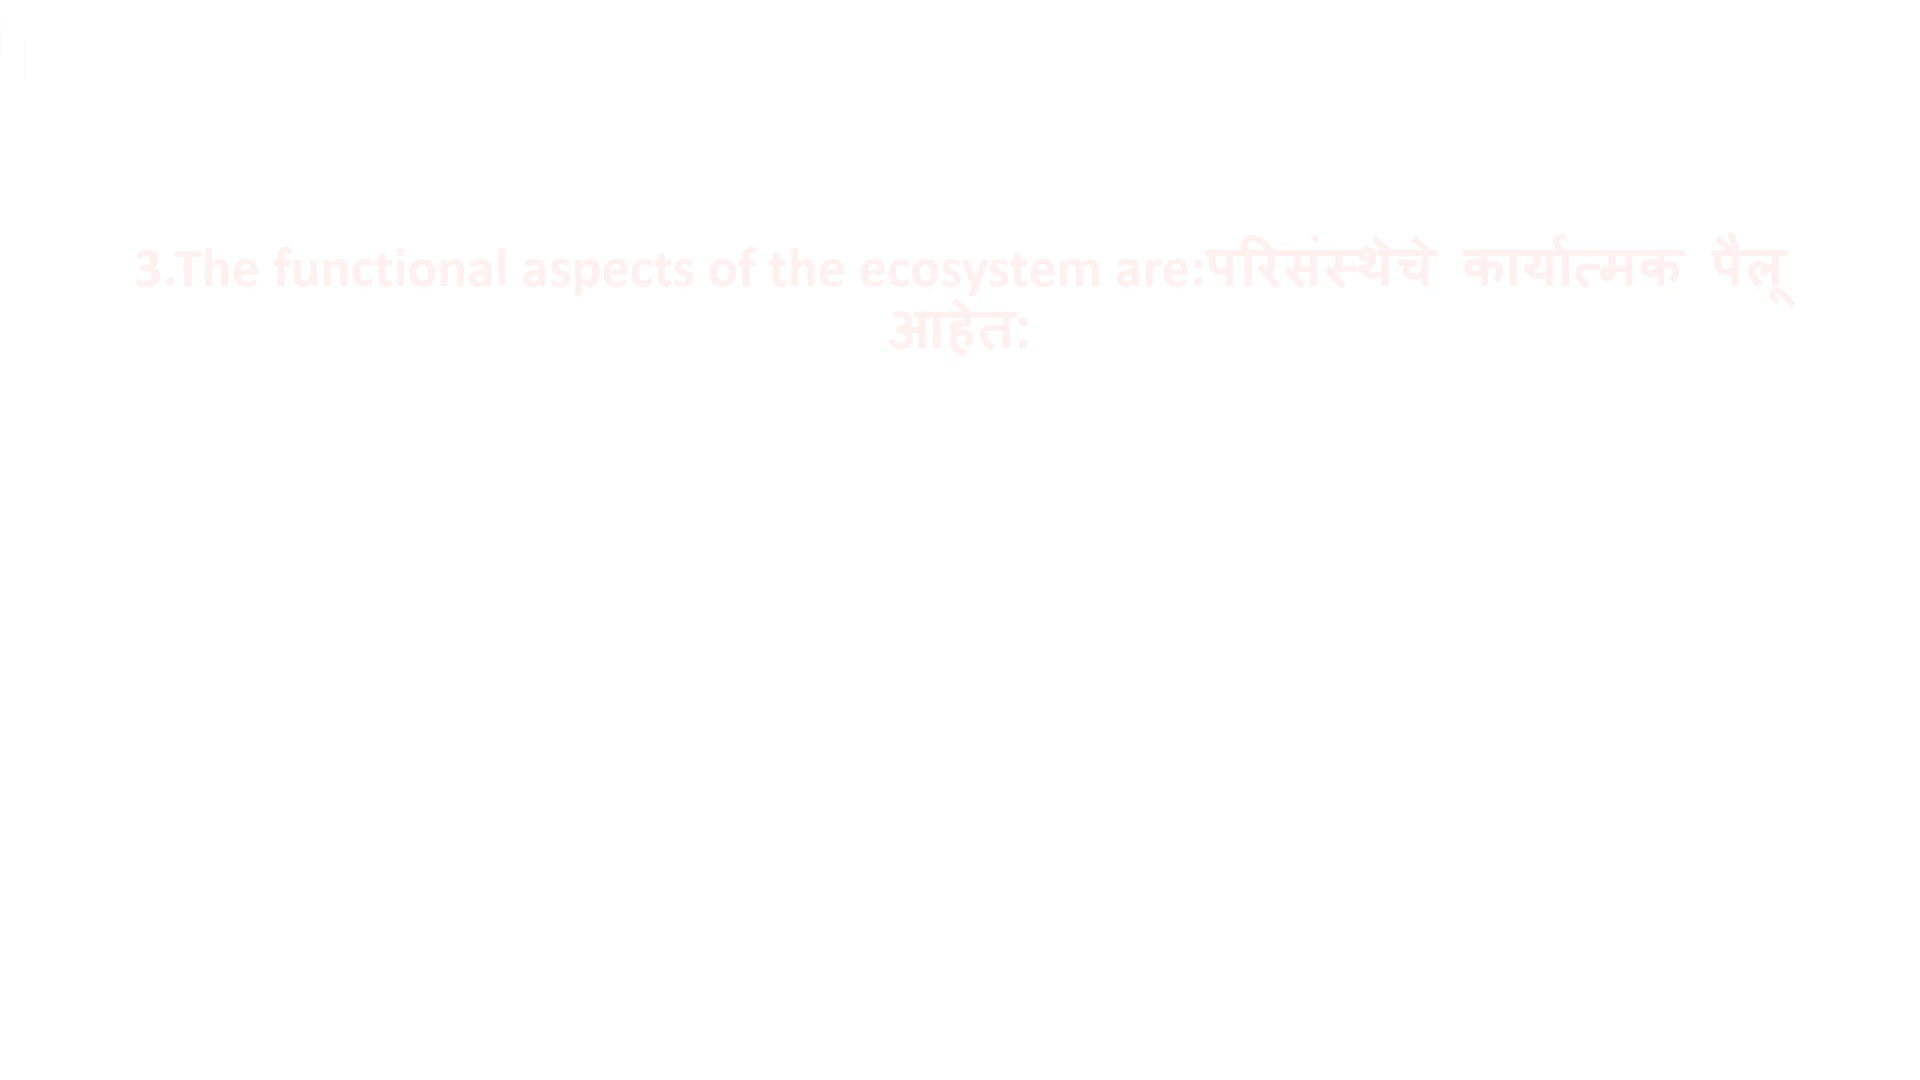 3.The functional aspects of the ecosystem are:परिसंस्थेचे कार्यात्मक पैलू
आहेत: